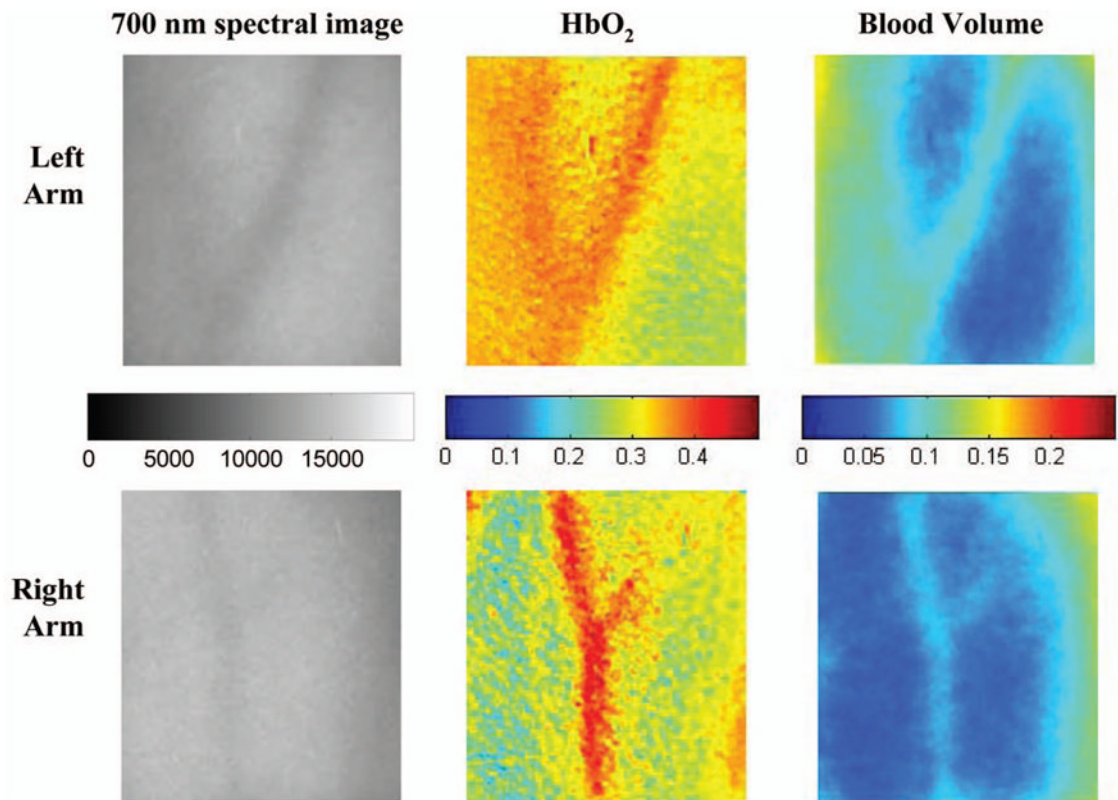 700 nm spectral image
HbO₂
Blood Volume
Left
Arm
0 5000 10000 15000
0 0.1 0.2 0.3 0.4
0 0.05 0.1 0.15 0.2
Right
Arm